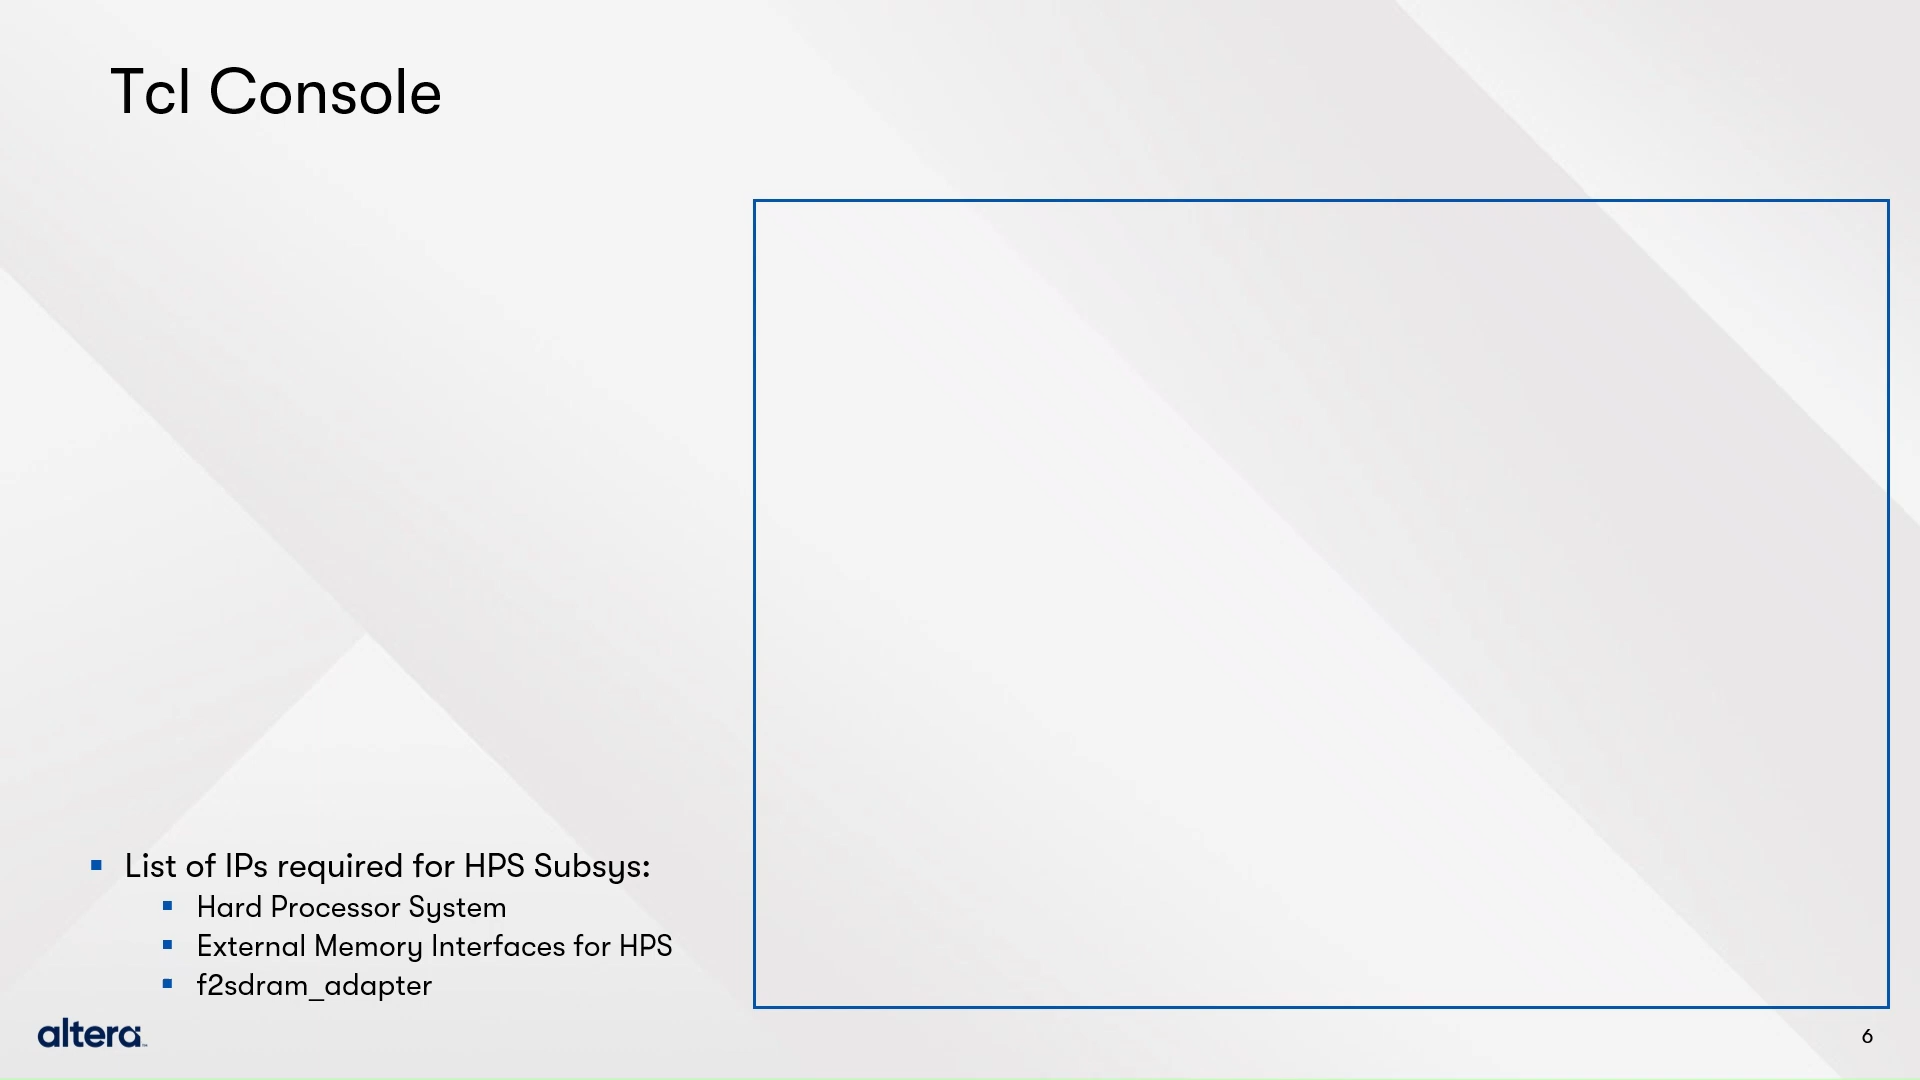 Tcl Console
List of IPs required for HPS Subsys:
Hard Processor System
External Memory Interfaces for HPS
f2sdram_adapter
altera
6